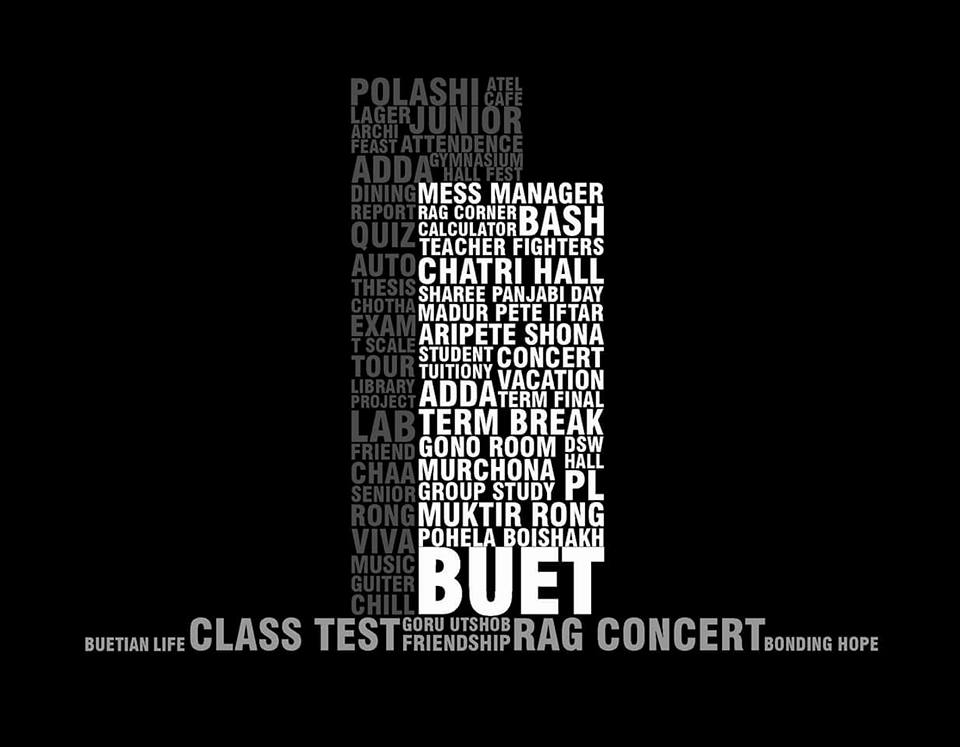 POLASHI ATEL CAFE
LAGER JUNIOR
ARCHI
FEAST ATTENDENCE
ADDA GYMNASIUM
HALL FEST
DINING
REPORT
QUIZ
AUTO
THESIS
CHOTHA
EXAM
T SCALE
TOUR
LIBRARY
PROJECT
LAB
FRIEND
CHAA
SENIOR
RONG
VIVA
MUSIC
GUITER
CHILL
MESS MANAGER
RAG CORNER BASH
CALCULATOR
TEACHER FIGHTERS
CHATRI HALL
SHAREE PANJABI DAY
MADUR PETE IFTAR
ARIPETE SHONA
STUDENT CONCERT
TUITIONY VACATION
ADDA TERM FINAL
TERM BREAK
GONO ROOM DSW HALL
MURCHONA
GROUP STUDY PL
MUKTIR RONG
POHELA BOISHAKH
BUET
BUETIAN LIFE CLASS TEST GORU UTSHOB FRIENDSHIP RAG CONCERT BONDING HOPE